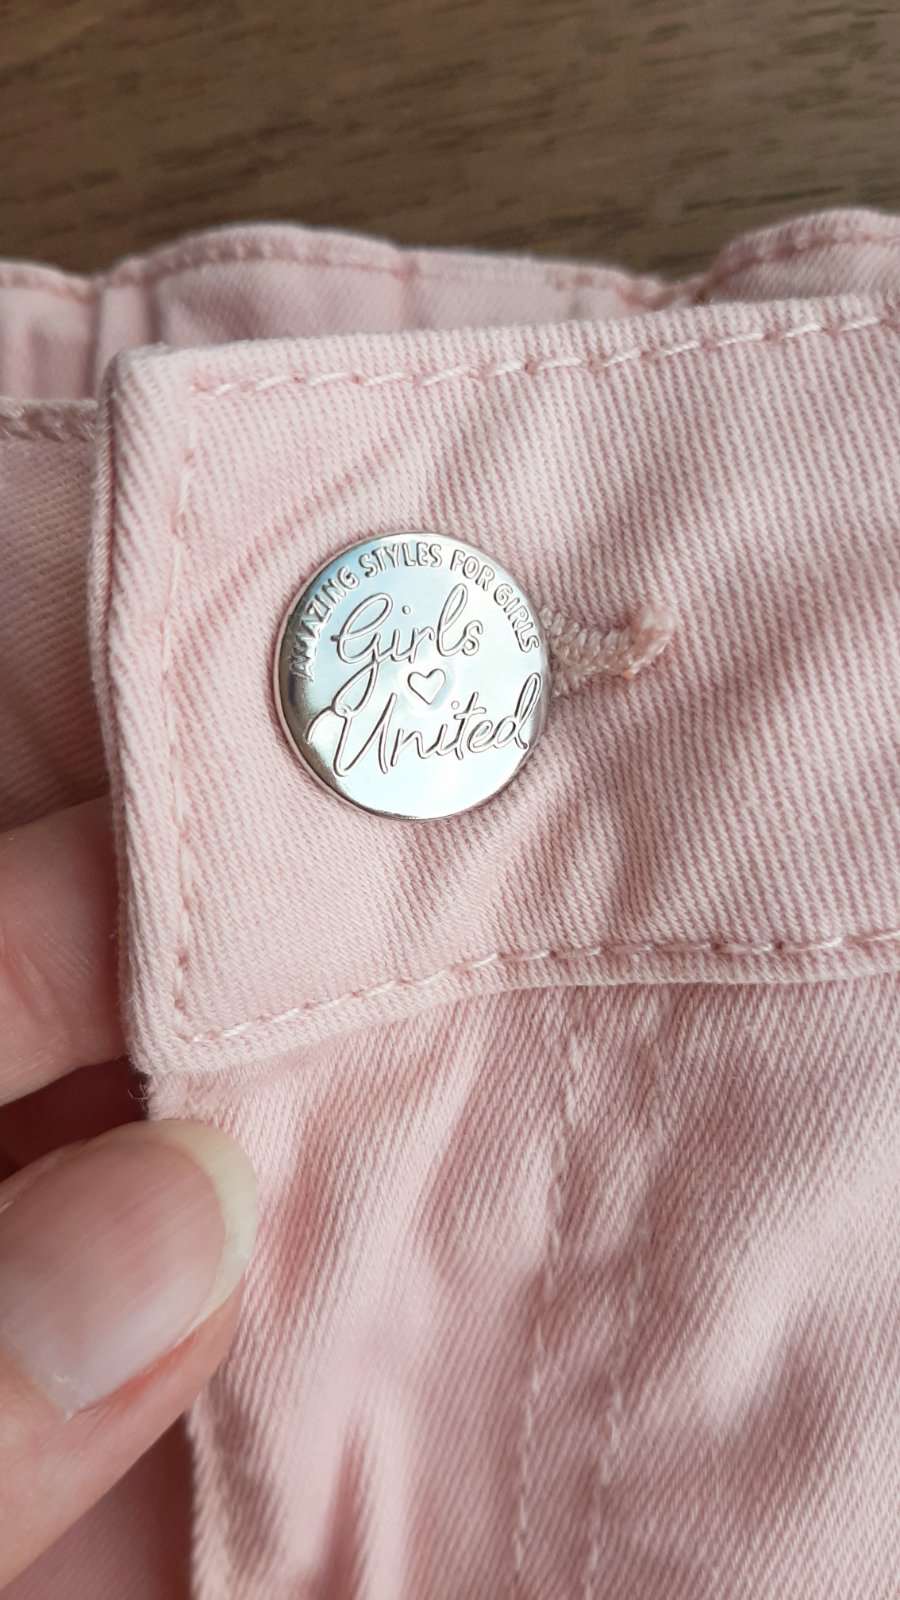 AMAZING STYLES FOR GIRLS
Girls
United